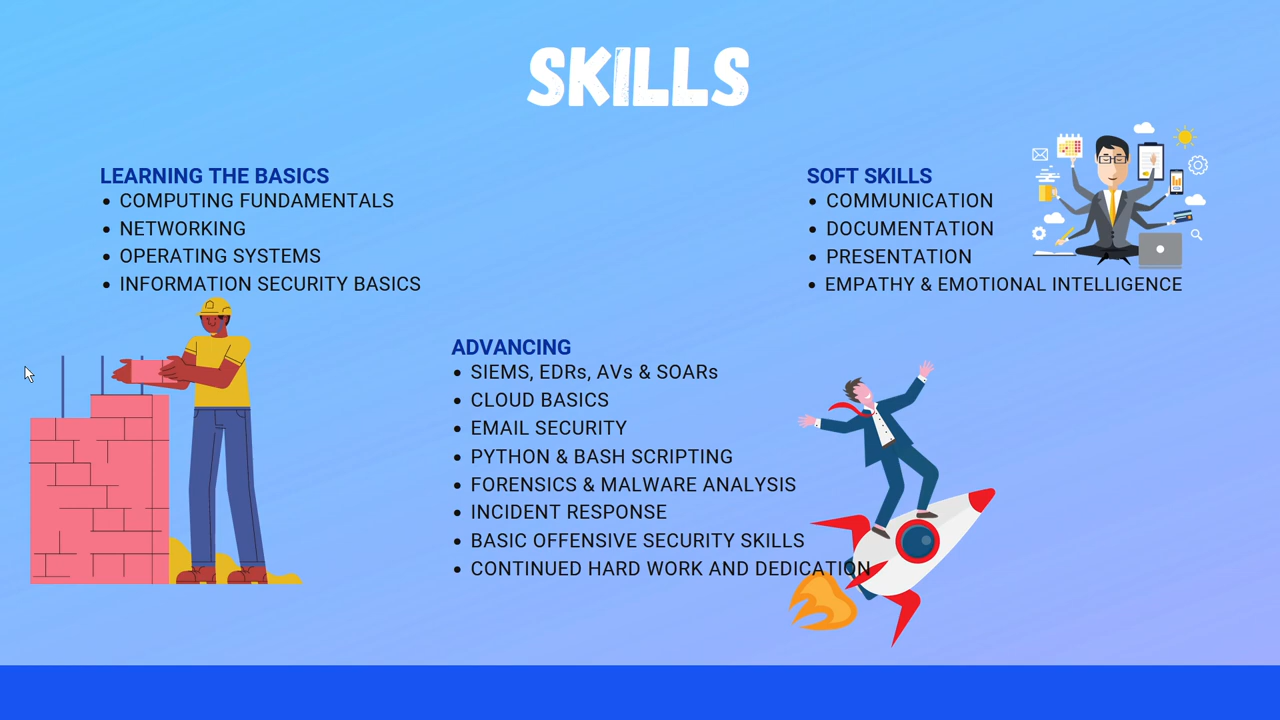 SKILLS
LEARNING THE BASICS
• COMPUTING FUNDAMENTALS
• NETWORKING
• OPERATING SYSTEMS
• INFORMATION SECURITY BASICS
SOFT SKILLS
• COMMUNICATION
• DOCUMENTATION
• PRESENTATION
• EMPATHY & EMOTIONAL INTELLIGENCE
ADVANCING
• SIEMS, EDRs, AVs & SOARs
• CLOUD BASICS
• EMAIL SECURITY
• PYTHON & BASH SCRIPTING
• FORENSICS & MALWARE ANALYSIS
• INCIDENT RESPONSE
• BASIC OFFENSIVE SECURITY SKILLS
• CONTINUED HARD WORK AND DEDICATION